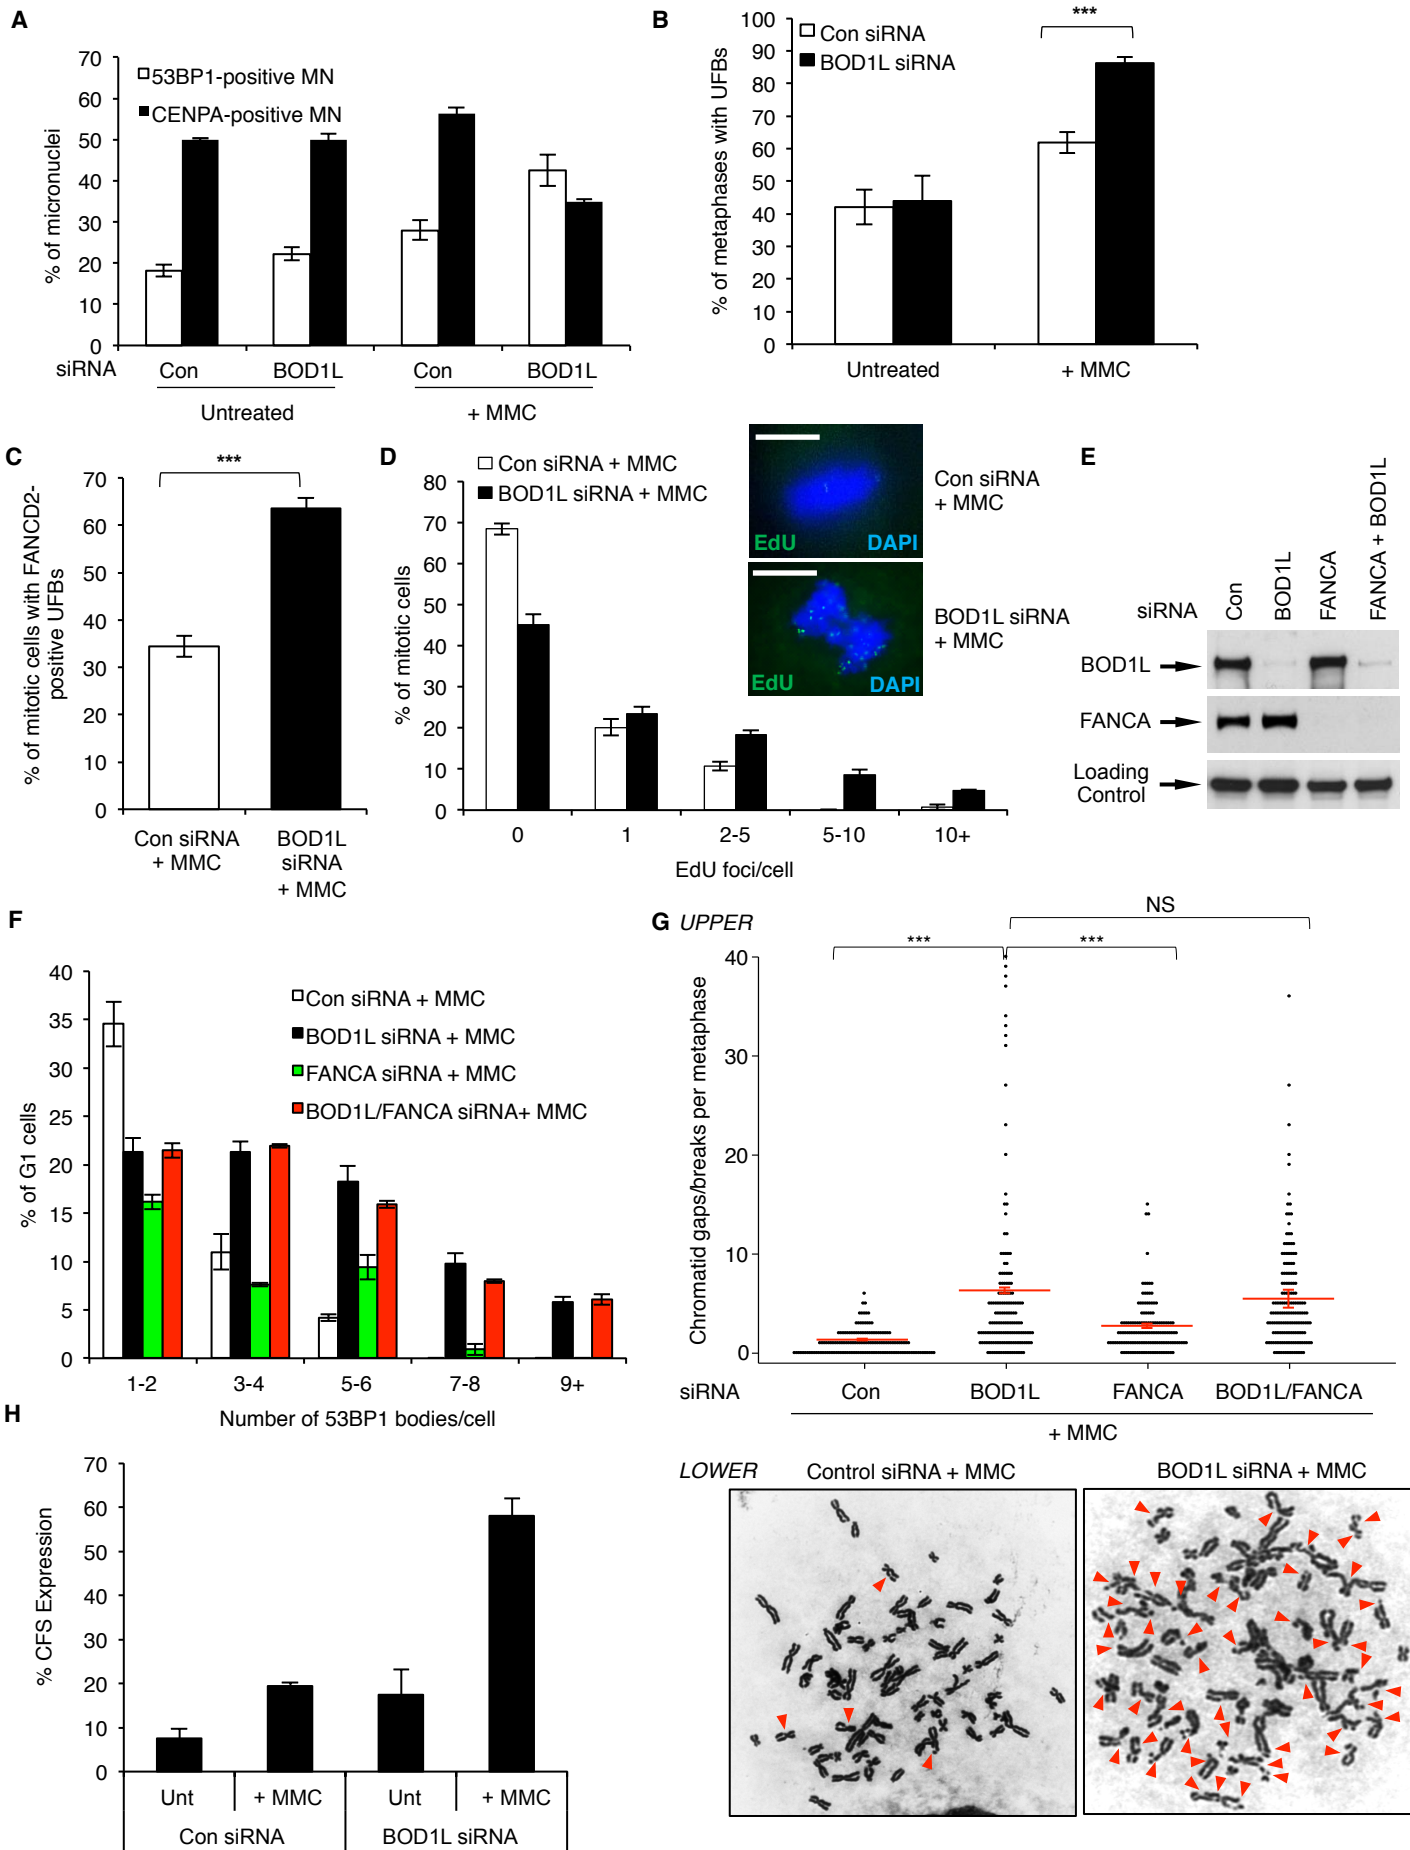 A
70
60
50
40
30
20
10
0
% of micronuclei
53BP1-positive MN
CENPA-positive MN
siRNA
Con
BOD1L
Con
BOD1L
Untreated
+ MMC
B
100
90
80
70
60
50
40
30
20
10
0
% of metaphases with UFBs
Con siRNA
BOD1L siRNA
***
Untreated
+ MMC
C
70
60
50
40
30
20
10
0
% of mitotic cells with FANCD2-
positive UFBs
***
Con siRNA
+ MMC
BOD1L
siRNA
+ MMC
D
Con siRNA + MMC
BOD1L siRNA + MMC
80
70
60
50
40
30
20
10
0
% of mitotic cells
0
1
2-5
5-10
10+
EdU foci/cell
EdU
DAPI
Con siRNA
+ MMC
EdU
DAPI
BOD1L siRNA
+ MMC
E
siRNA
Con
BOD1L
FANCA
FANCA + BOD1L
BOD1L
FANCA
Loading
Control
F
40
35
30
25
20
15
10
5
0
% of G1 cells
Con siRNA + MMC
BOD1L siRNA + MMC
FANCA siRNA + MMC
BOD1L/FANCA siRNA+ MMC
1-2
3-4
5-6
7-8
9+
Number of 53BP1 bodies/cell
G
UPPER
NS
***
***
40
30
20
10
0
Chromatid gaps/breaks per metaphase
siRNA
Con
BOD1L
FANCA
BOD1L/FANCA
+ MMC
LOWER
Control siRNA + MMC
BOD1L siRNA + MMC
H
70
60
50
40
30
20
10
0
% CFS Expression
Unt
+ MMC
Unt
+ MMC
Con siRNA
BOD1L siRNA